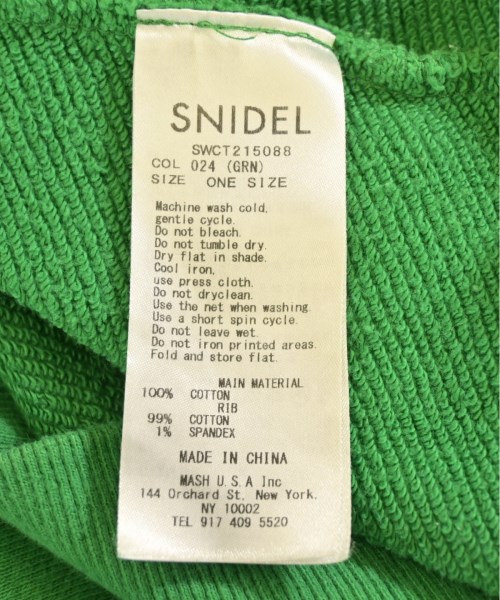 SNIDEL
SWCT215088
COL 024 (GRN)
SIZE ONE SIZE
Machine wash cold,
gentle cycle.
Do not bleach.
Do not tumble dry.
Dry flat in shade.
Cool iron,
use press cloth.
Do not dryclean.
Use the net when washing.
Use a short spin cycle.
Do not leave wet.
Do not iron printed areas.
Fold and store flat.
MAIN MATERIAL
100% COTTON
RIB
99% COTTON
1% SPANDEX
MADE IN CHINA
MASH U.S.A Inc
144 Orchard St, New York.
NY 10002
TEL 917 409 5520